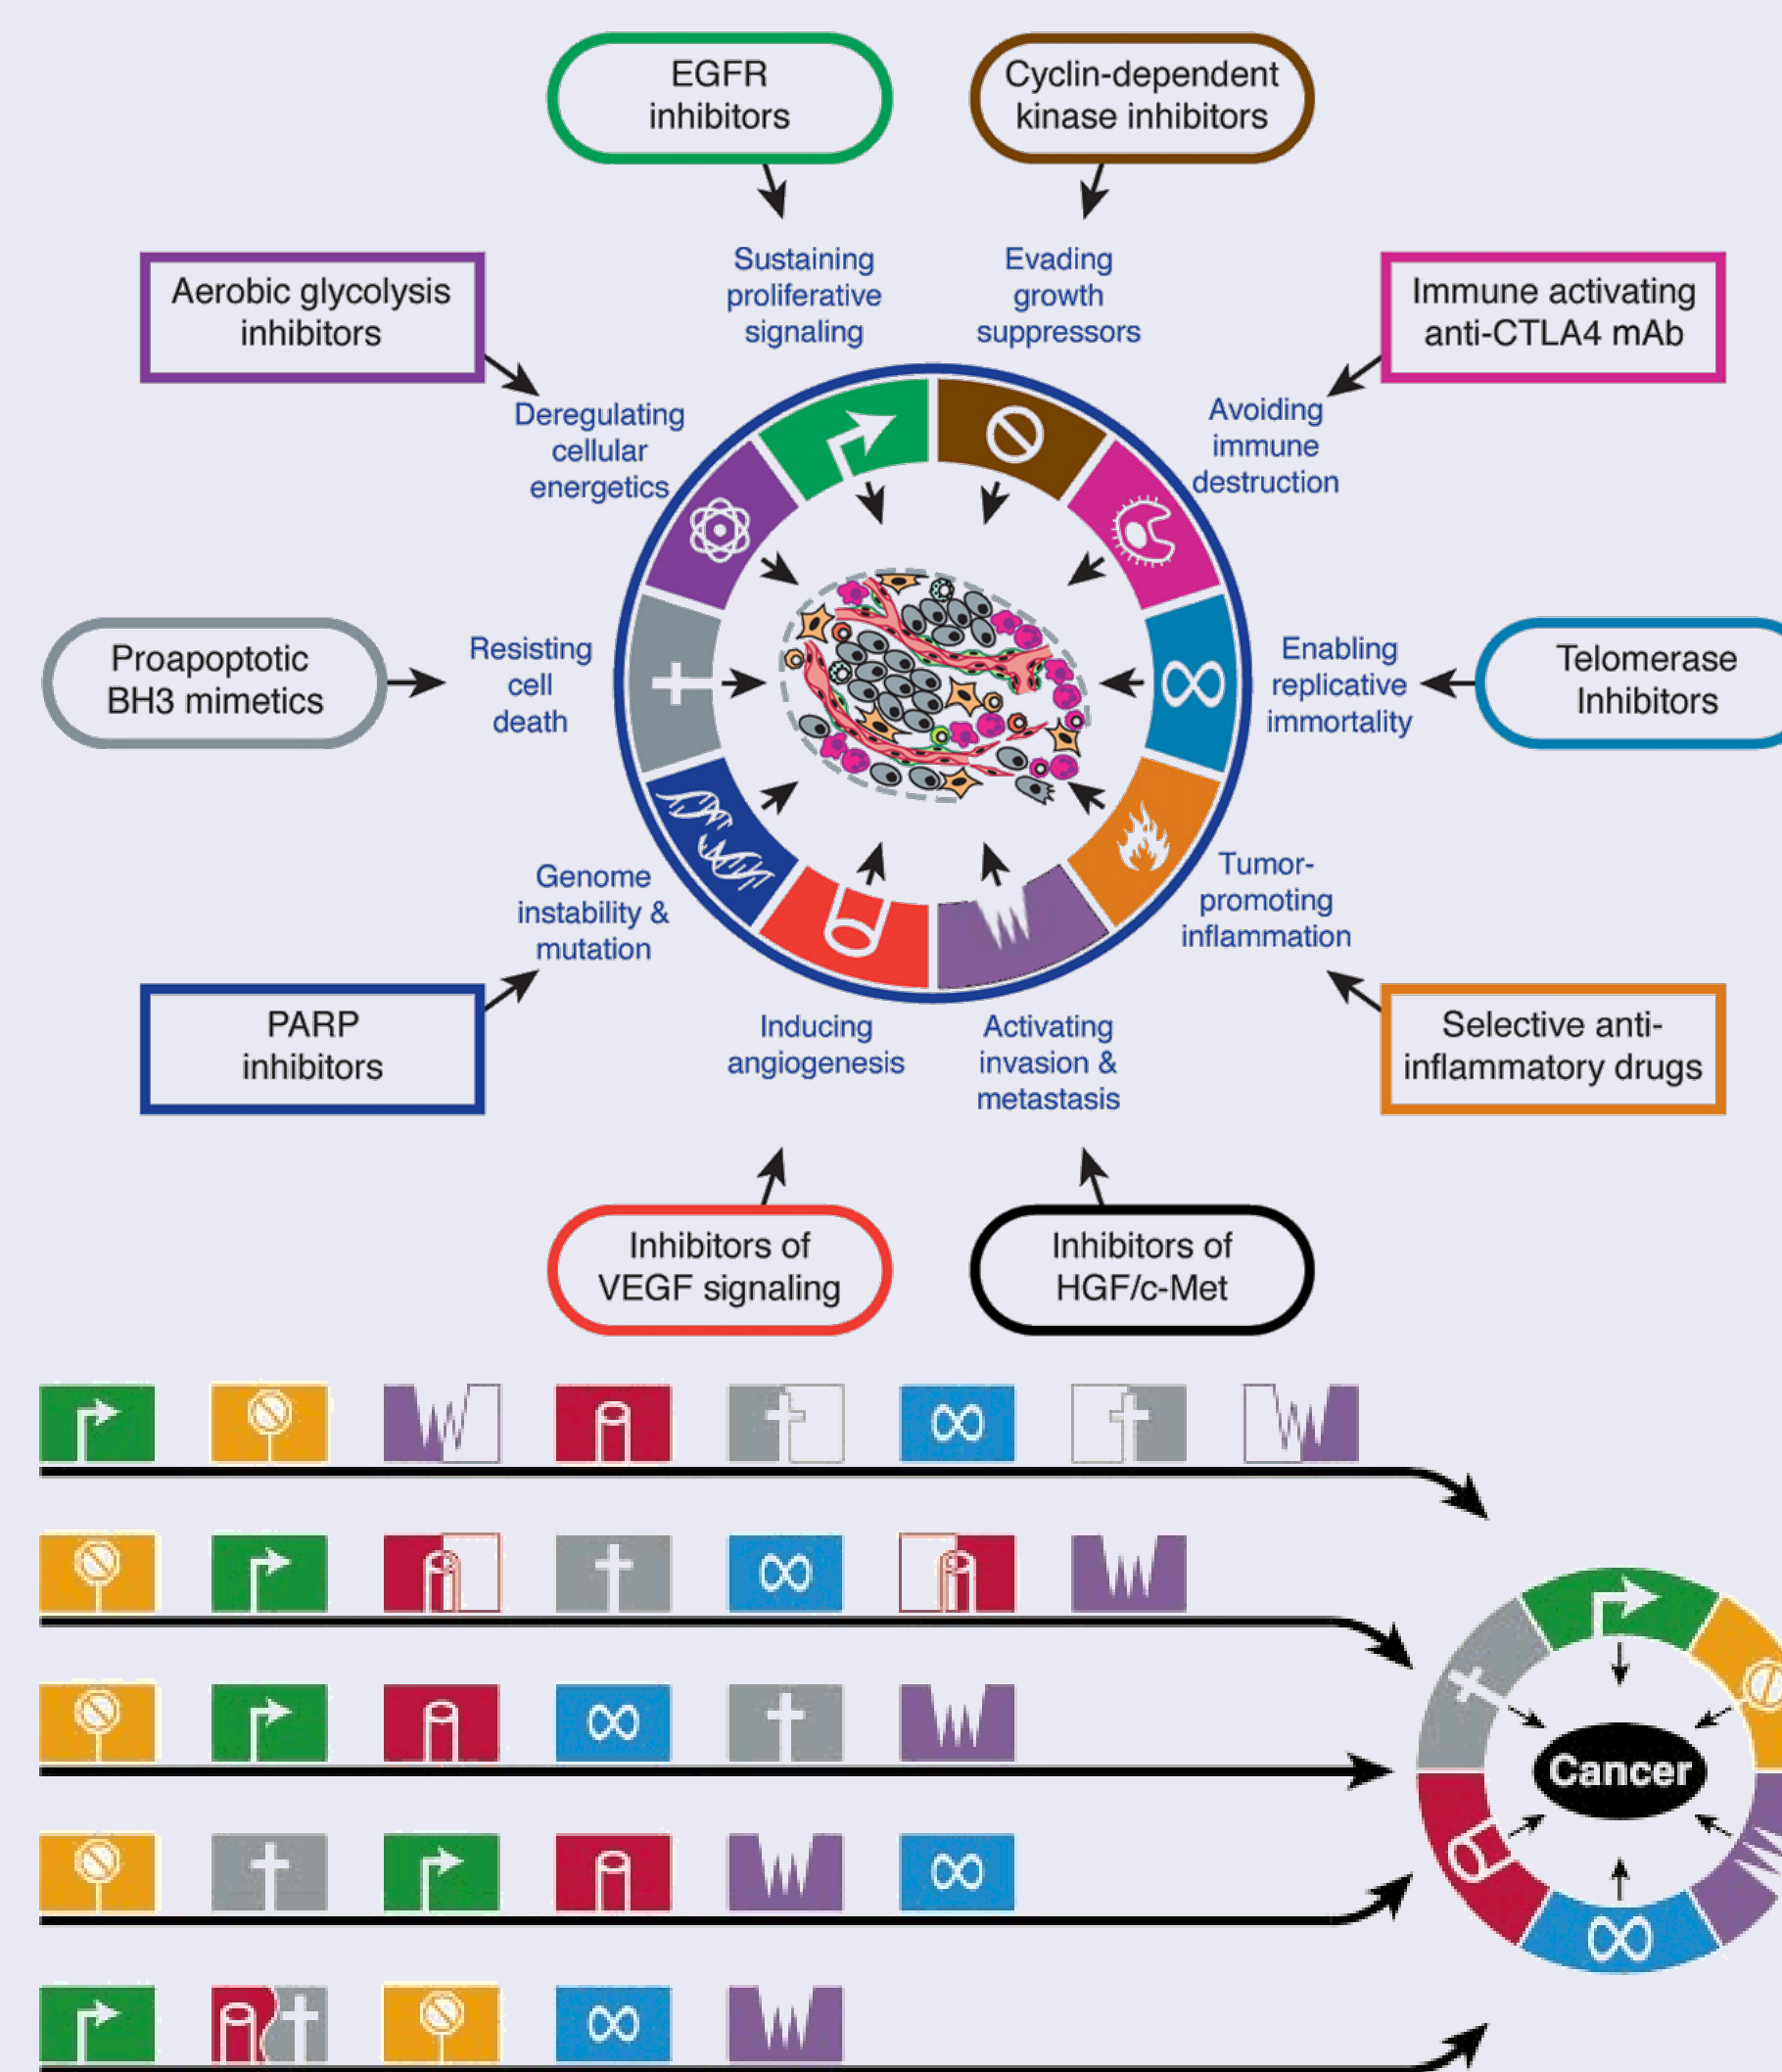 EGFR
inhibitors
Cyclin-dependent
kinase inhibitors
Sustaining
proliferative
signaling
Evading
growth
suppressors
Aerobic glycolysis
inhibitors
Immune activating
anti-CTLA4 mAb
Deregulating
cellular
energetics
Avoiding
immune
destruction
Proapoptotic
BH3 mimetics
Resisting
cell
death
Enabling
replicative
immortality
Telomerase
Inhibitors
Genome
instability &
mutation
Tumor-
promoting
inflammation
PARP
inhibitors
Inducing
angiogenesis
Activating
invasion &
metastasis
Selective anti-
inflammatory drugs
Inhibitors of
VEGF signaling
Inhibitors of
HGF/c-Met
Cancer